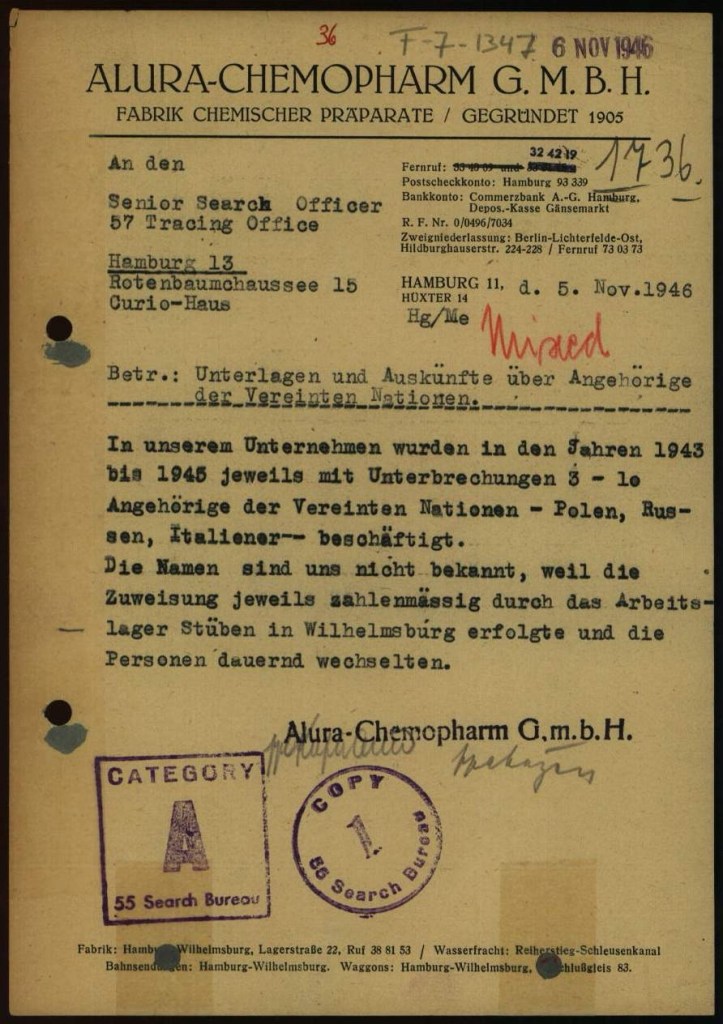 36
F-7-1347 6 NOV 1946
ALURA-CHEMOPHARM G. M. B. H.
FABRIK CHEMISCHER PRÄPARATE / GEGRÜNDET 1905
An den
Senior Search Officer
57 Tracing Office
Hamburg 13
Rotenbaumchaussee 15
Curio-Haus
32 42 19
Fernruf:
1736.
Postscheckkonto: Hamburg 93 339
Bankkonto: Commerzbank A.-G. Hamburg,
Depos.-Kasse Gänsemarkt
R. F. Nr. 0/0496/7034
Zweigniederlassung: Berlin-Lichterfelde-Ost,
Hildburghauserstr. 224-228 / Fernruf 73 03 73
HAMBURG 11, d. 5. Nov.1946
HÜXTER 14
Hg/Me
Mixed
Betr.: Unterlagen und Auskünfte über Angehörige
der Vereinten Nationen.
In unserem Unternehmen wurden in den Jahren 1943
bis 1945 jeweils mit Unterbrechungen 3 - 1o
Angehörige der Vereinten Nationen - Polen, Rus-
sen, Italiener-- beschäftigt.
Die Namen sind uns nicht bekannt, weil die
Zuweisung jeweils zahlenmässig durch das Arbeits-
lager Stüben in Wilhelmsburg erfolgte und die
Personen dauernd wechselten.
Alura-Chemopharm G.m.b.H.
CATEGORY
A
55 Search Bureau
COPY
1.
55 Search Bureau
Fabrik: Hamburg-Wilhelmsburg, Lagerstraße 22, Ruf 38 81 53 / Wasserfracht: Reiherstieg-Schleusenkanal
Bahnsendungen: Hamburg-Wilhelmsburg. Waggons: Hamburg-Wilhelmsburg, Anschlußgleis 83.